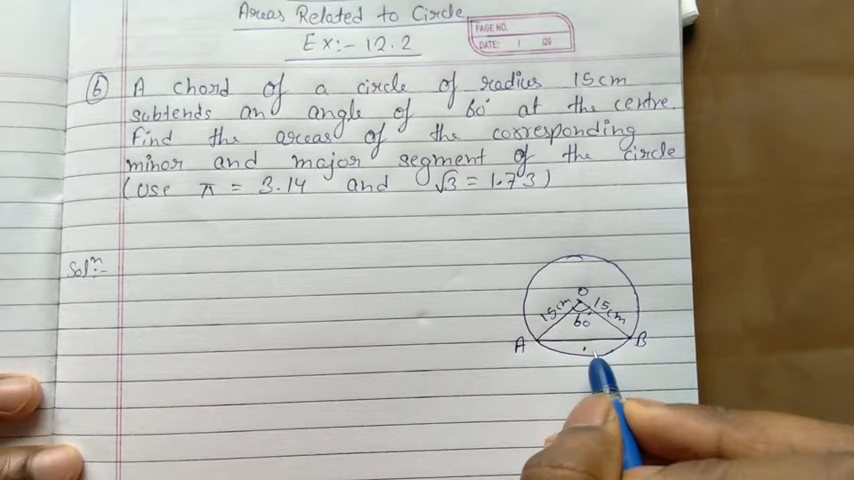 Areas Related to Circle
Ex:- 12.2
PAGE NO.
DATE: 1 20
6 A chord of a circle of radius 15cm
subtends an angle of 60° at the centre.
Find the areas of the corresponding
minor and major segment of the circle
(Use π = 3.14 and √3 = 1.73)
Solⁿ:-
O
15cm 15cm
60°
A B